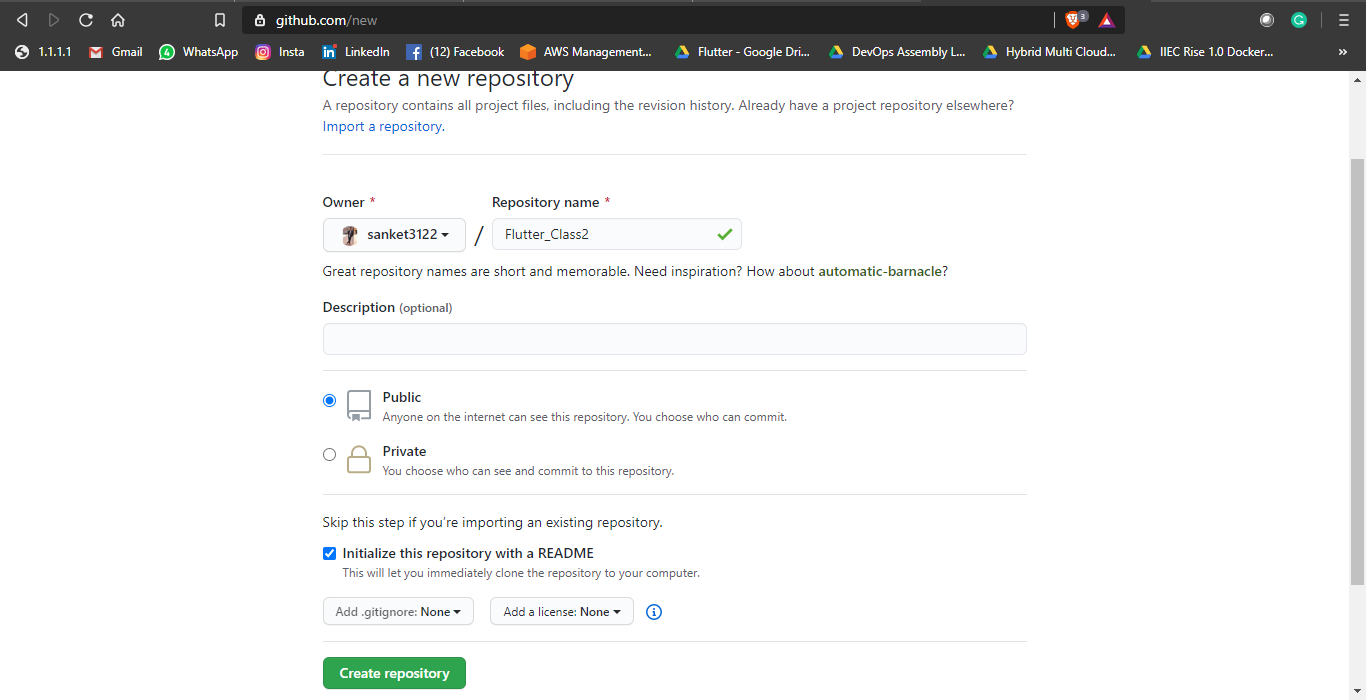 github.com/new
3
1.1.1.1 Gmail 4 WhatsApp Insta LinkedIn (12) Facebook AWS Management... Flutter - Google Dri... DevOps Assembly L... Hybrid Multi Cloud... IIEC Rise 1.0 Docker... »
Create a new repository
A repository contains all project files, including the revision history. Already have a project repository elsewhere?
Import a repository.
Owner * Repository name *
sanket3122 / Flutter_Class2
Great repository names are short and memorable. Need inspiration? How about automatic-barnacle?
Description (optional)
Public
Anyone on the internet can see this repository. You choose who can commit.
Private
You choose who can see and commit to this repository.
Skip this step if you're importing an existing repository.
Initialize this repository with a README
This will let you immediately clone the repository to your computer.
Add .gitignore: None Add a license: None
Create repository